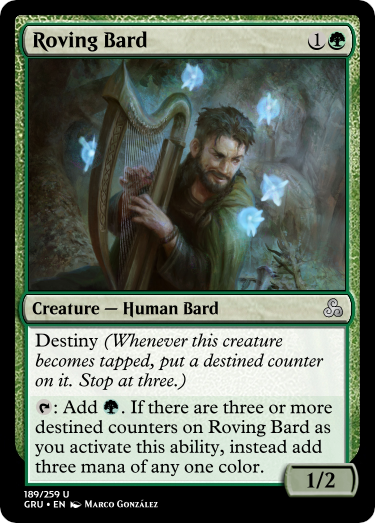 Roving Bard 1
Creature — Human Bard
Destiny (Whenever this creature
becomes tapped, put a destined counter
on it. Stop at three.)
: Add . If there are three or more
destined counters on Roving Bard as
you activate this ability, instead add
three mana of any one color.
1/2
189/259 U
GRU • EN Marco González